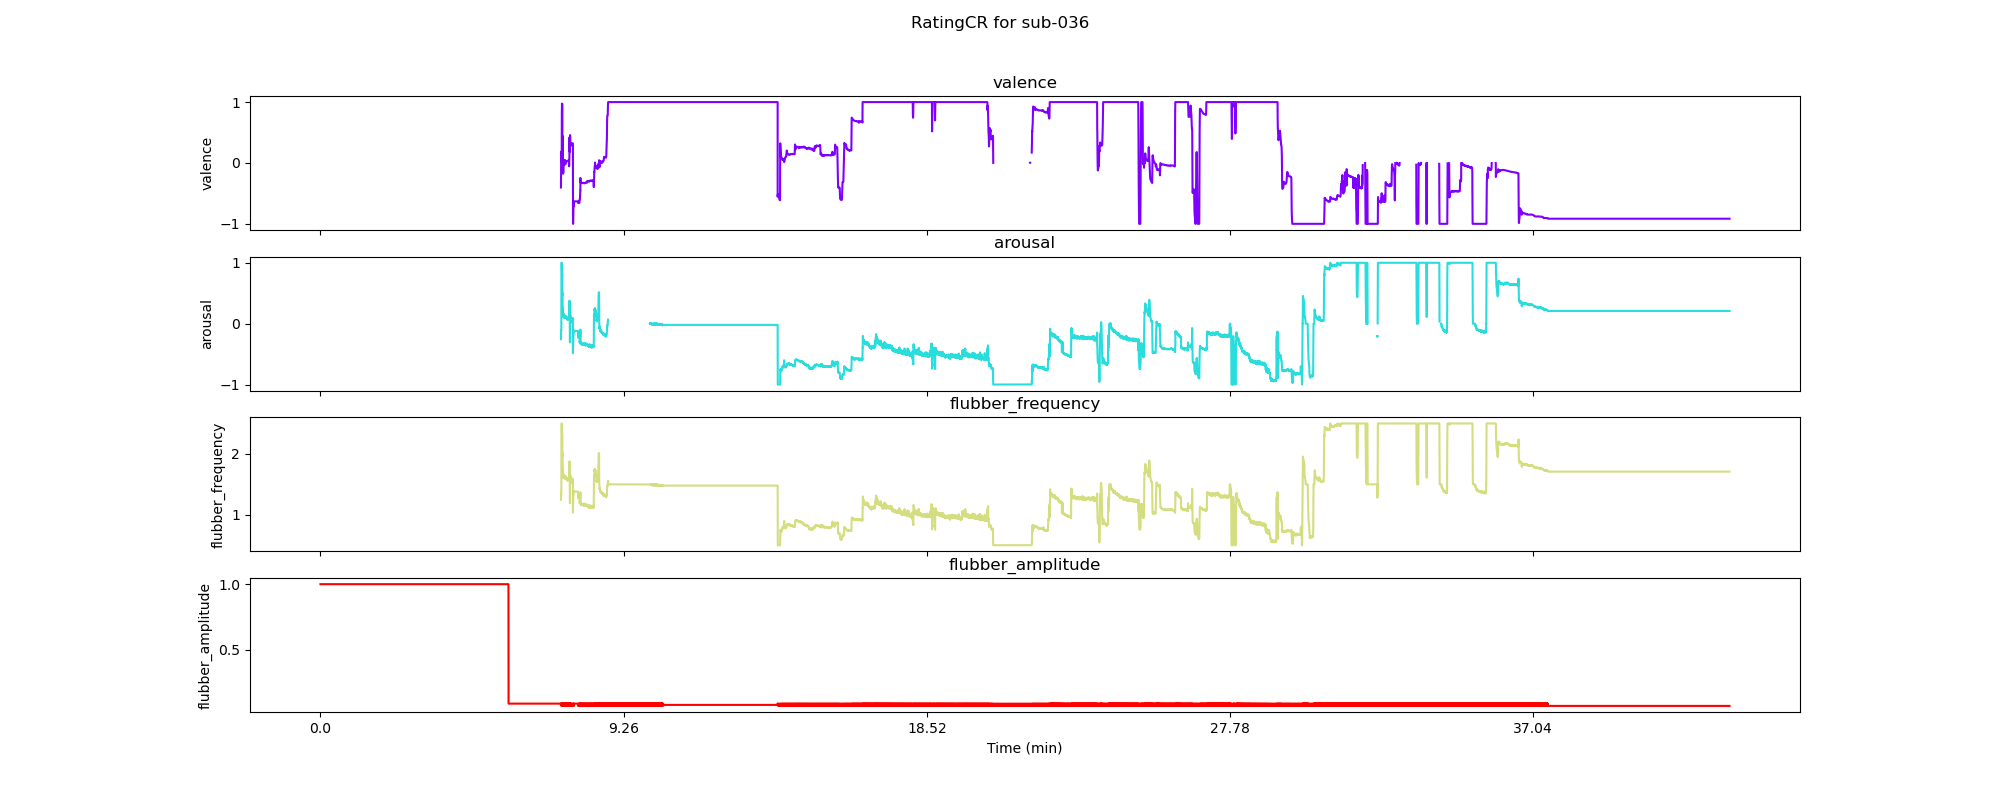 RatingCR for sub-036
valence
valence
1
0
−1
arousal
arousal
1
0
−1
flubber_frequency
flubber_frequency
2
1
flubber_amplitude
flubber_amplitude
1.0
0.5
0.0 9.26 18.52 27.78 37.04
Time (min)